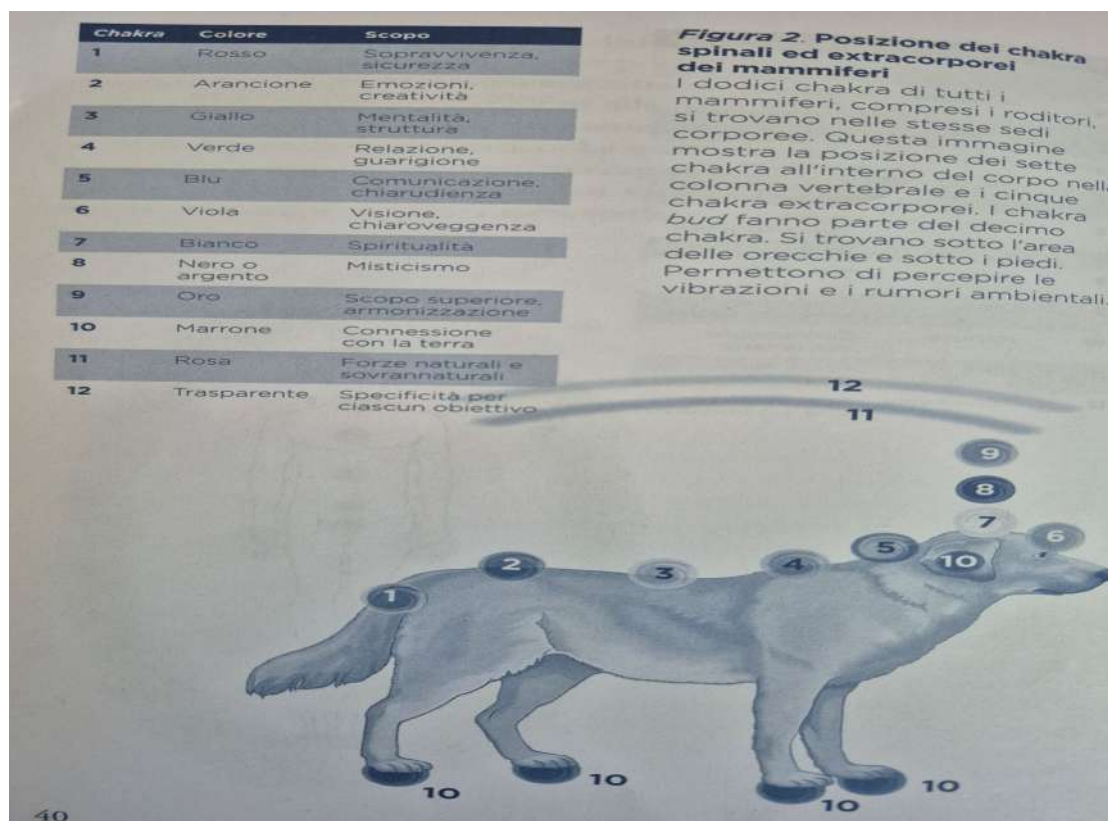 Chakra Colore Scopo
1 Rosso Sopravvivenza,
sicurezza
2 Arancione Emozioni,
creatività
3 Giallo Mentalità,
struttura
4 Verde Relazione,
guarigione
5 Blu Comunicazione,
chiarudienza
6 Viola Visione,
chiaroveggenza
7 Bianco Spiritualità
8 Nero o Misticismo
argento
9 Oro Scopo superiore,
armonizzazione
10 Marrone Connessione
con la terra
11 Rosa Forze naturali e
sovrannaturali
12 Trasparente Specificità per
ciascun obiettivo
Figura 2. Posizione dei chakra
spinali ed extracorporei
dei mammiferi
I dodici chakra di tutti i
mammiferi, compresi i roditori,
si trovano nelle stesse sedi
corporee. Questa immagine
mostra la posizione dei sette
chakra all'interno del corpo nella
colonna vertebrale e i cinque
chakra extracorporei. I chakra
bud fanno parte del decimo
chakra. Si trovano sotto l'area
delle orecchie e sotto i piedi.
Permettono di percepire le
vibrazioni e i rumori ambientali.
12
11
9
8
7
6
5
10
4
3
2
1
10
10
10
10
40